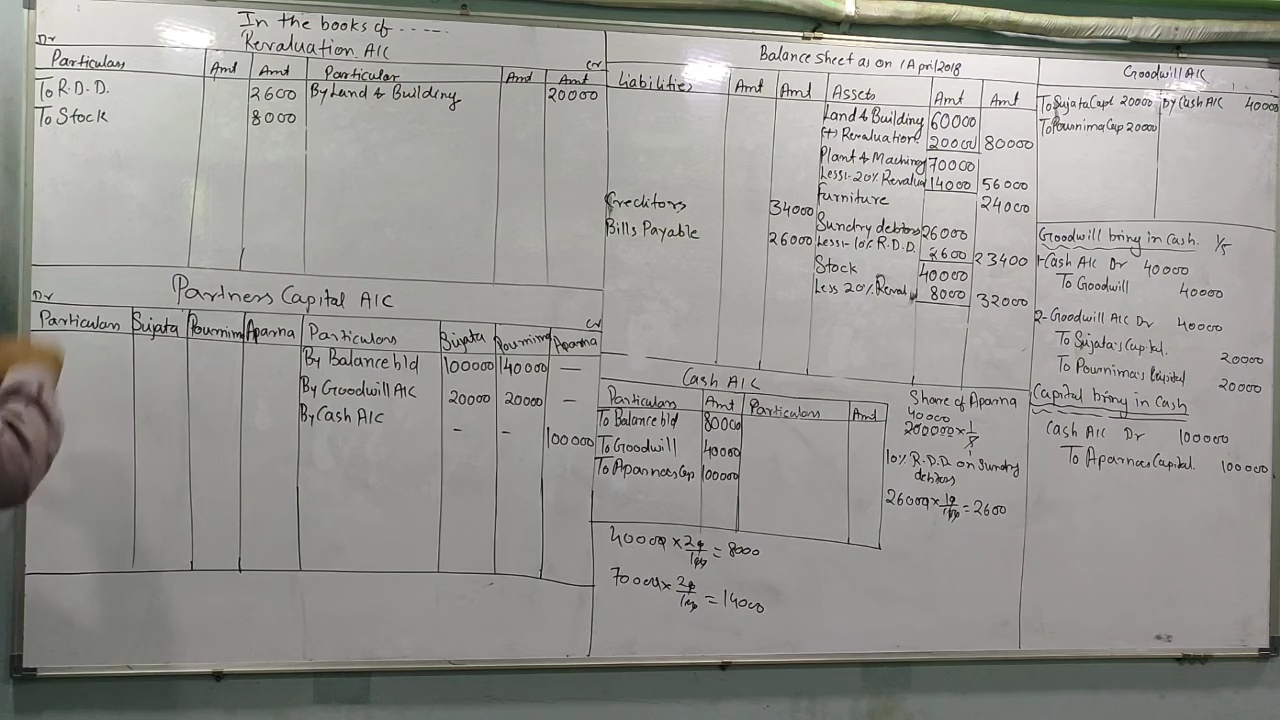 In the books of .....
Revaluation A/C
Dr
Cr
Particulars Amt Amt Particular Amt Amt
To R.D.D. 2600 By Land & Building 20000
To Stock 8000
Partners Capital A/C
Dr
Cr
Particulars Sujata Pournima Aparna Particulars Sujata Pournima Aparna
By Balance b/d 100000 140000 —
By Goodwill A/C 20000 20000 —
By Cash A/C - - 100000
Balance sheet as on 1 April 2018
Liabilities Amt Amt Assets Amt Amt
Land & Building 60000
(+) Revaluation 20000 80000
Plant & Maching 70000
Less:- 20% Revalua 14000 56000
Furniture 24000
Creditors 34000 Sundry debtors 26000
Bills Payable 26000 Less:- 10% R.D.D. 2600 23400
Stock 40000
Less 20% Reval 8000 32000
Cash A/C
Particulars Amt Particulars Amt
To Balance b/d 80000
To Goodwill 40000
To Aparnas Cap 100000
40000 × 20/100 = 8000
70000 × 20/100 = 14000
Share of Aparna
40000
200000 × 1/5
10% R.D.D. on Sundry
debtors
26000 × 10/100 = 2600
Goodwill A/C
To Sujata Capt 20000 By Cash A/C 40000
To Pournima Cap 20000
Goodwill bring in Cash. 1/5
1- Cash A/C Dr 40000
To Goodwill 40000
2- Goodwill A/C Dr 40000
To Sujata's Capital. 20000
To Pournima's Capital 20000
Capital bring in Cash
Cash A/C Dr 100000
To Aparnas Capital. 100000